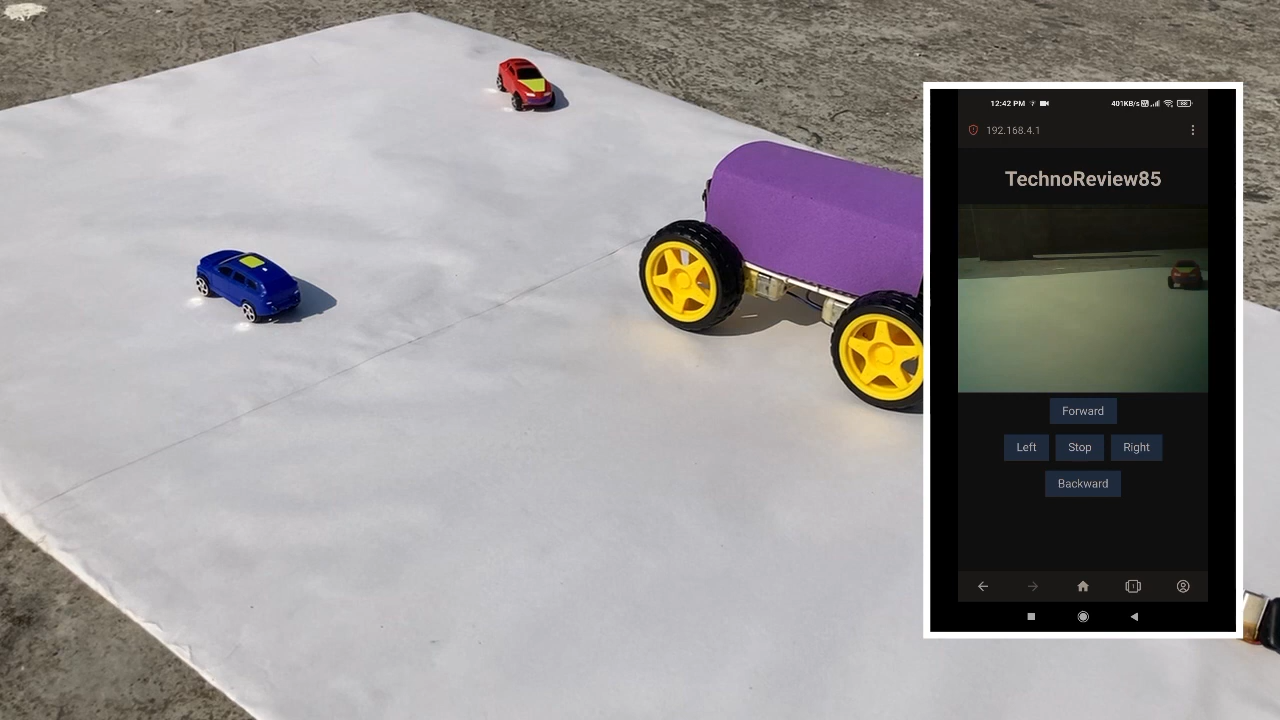 12:42 PM
401KB/s
192.168.4.1
TechnoReview85
Forward
Left Stop Right
Backward